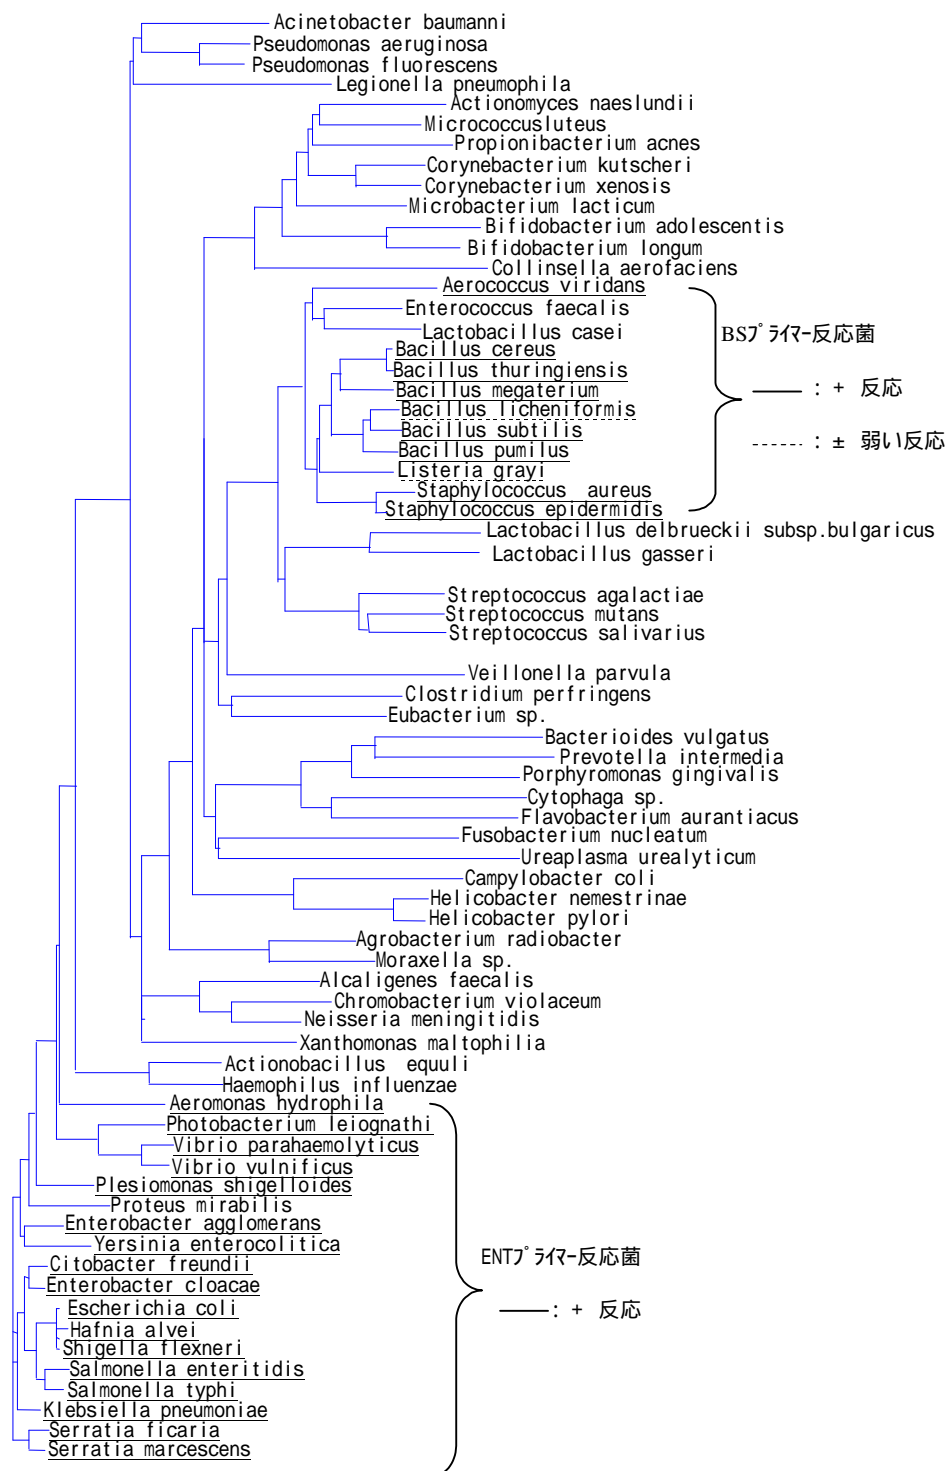 Acinetobacter baumanni
Pseudomonas aeruginosa
Pseudomonas fluorescens
Legionella pneumophila
Actionomyces naeslundii
Micrococcusluteus
Propionibacterium acnes
Corynebacterium kutscheri
Corynebacterium xenosis
Microbacterium lacticum
Bifidobacterium adolescentis
Bifidobacterium longum
Collinsella aerofaciens
Aerococcus viridans
Enterococcus faecalis
Lactobacillus casei
BSプライマー反応菌
Bacillus cereus
Bacillus thuringiensis
Bacillus megaterium
: + 反応
Bacillus licheniformis
Bacillus subtilis
: ± 弱い反応
Bacillus pumilus
Listeria grayi
Staphylococcus aureus
Staphylococcus epidermidis
Lactobacillus delbrueckii subsp.bulgaricus
Lactobacillus gasseri
Streptococcus agalactiae
Streptococcus mutans
Streptococcus salivarius
Veillonella parvula
Clostridium perfringens
Eubacterium sp.
Bacterioides vulgatus
Prevotella intermedia
Porphyromonas gingivalis
Cytophaga sp.
Flavobacterium aurantiacus
Fusobacterium nucleatum
Ureaplasma urealyticum
Campylobacter coli
Helicobacter nemestrinae
Helicobacter pylori
Agrobacterium radiobacter
Moraxella sp.
Alcaligenes faecalis
Chromobacterium violaceum
Neisseria meningitidis
Xanthomonas maltophilia
Actionobacillus equuli
Haemophilus influenzae
Aeromonas hydrophila
Photobacterium leiognathi
Vibrio parahaemolyticus
Vibrio vulnificus
Plesiomonas shigelloides
Proteus mirabilis
Enterobacter agglomerans
Yersinia enterocolitica
ENTプライマー反応菌
Citobacter freundii
Enterobacter cloacae
Escherichia coli
: + 反応
Hafnia alvei
Shigella flexneri
Salmonella enteritidis
Salmonella typhi
Klebsiella pneumoniae
Serratia ficaria
Serratia marcescens